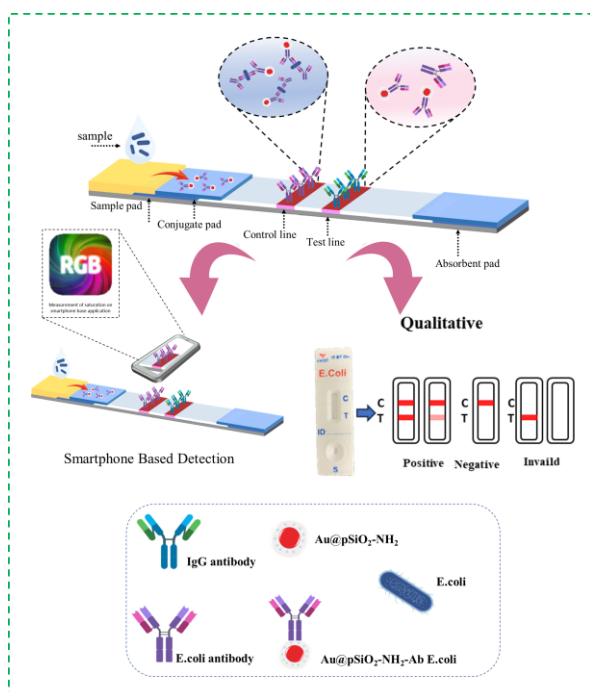 sample
Sample pad
Conjugate pad
Control line
Test line
Absorbent pad
RGB
Measurement of saturation on
smartphone base application
Qualitative
E.Coli
C
T
ID
S
C
T
Positive
Negative
Invaild
Smartphone Based Detection
IgG antibody
Au@pSiO₂-NH₂
E.coli
E.coli antibody
Au@pSiO₂-NH₂-Ab E.coli